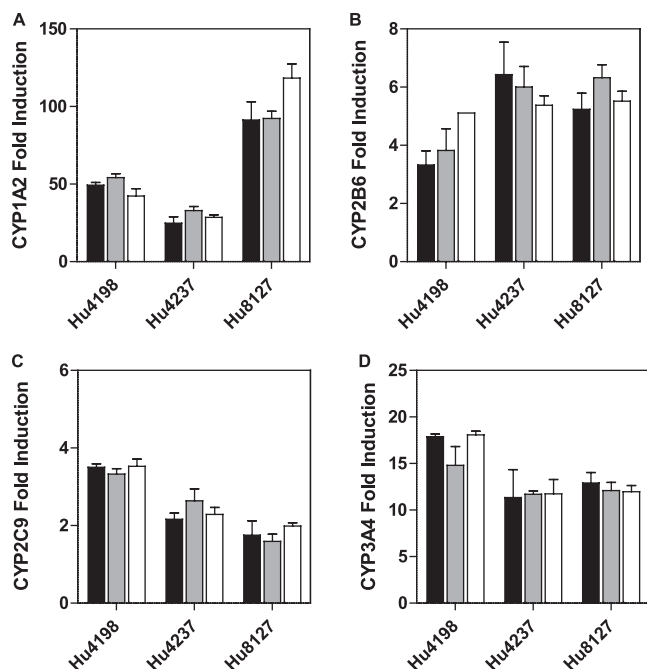 A
CYP1A2 Fold Induction
150
100
50
0
Hu4198
Hu4237
Hu8127
B
CYP2B6 Fold Induction
8
6
4
2
0
Hu4198
Hu4237
Hu8127
C
CYP2C9 Fold Induction
6
4
2
0
Hu4198
Hu4237
Hu8127
D
CYP3A4 Fold Induction
25
20
15
10
5
0
Hu4198
Hu4237
Hu8127